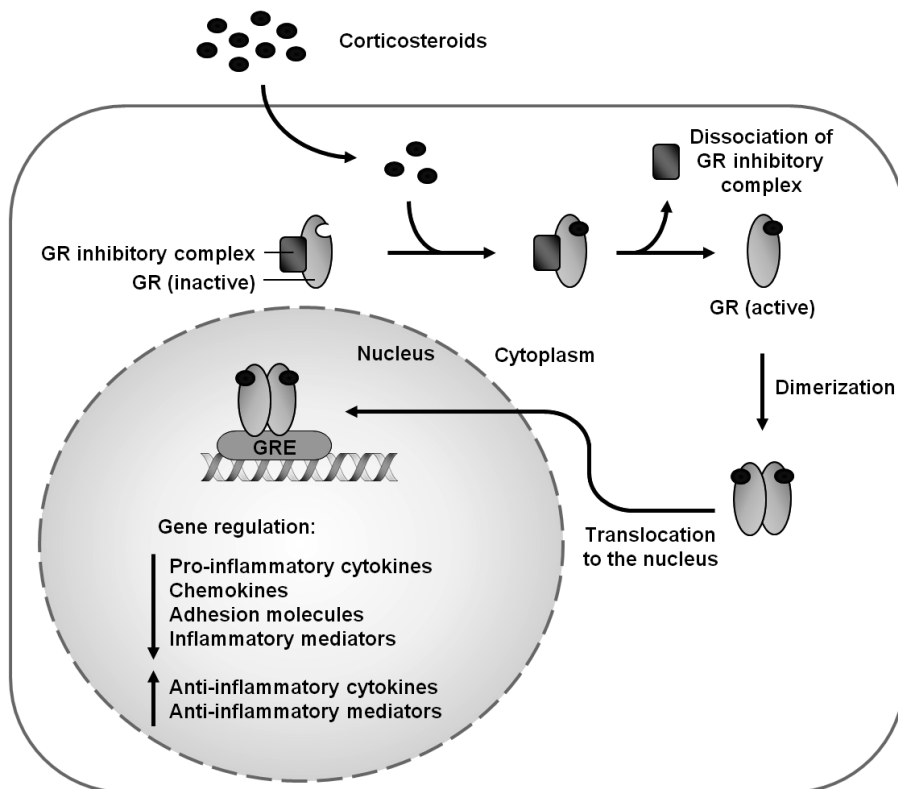 Corticosteroids
Dissociation of
GR inhibitory
complex
GR inhibitory complex
GR (inactive)
GR (active)
Nucleus
Cytoplasm
Dimerization
GRE
Translocation
to the nucleus
Gene regulation:
Pro-inflammatory cytokines
Chemokines
Adhesion molecules
Inflammatory mediators
Anti-inflammatory cytokines
Anti-inflammatory mediators